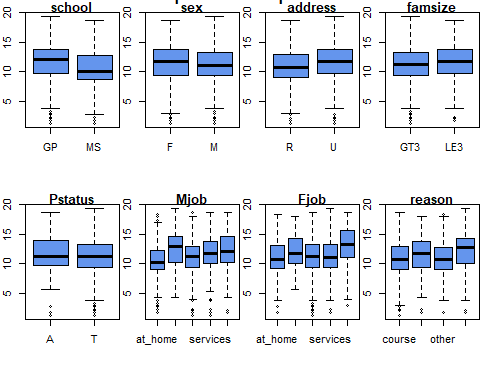 school sex address famsize
20 20 20 20
15 15 15 15
10 10 10 10
5 5 5 5
GP MS F M R U GT3 LE3
Pstatus Mjob Fjob reason
20 20 20 20
15 15 15 15
10 10 10 10
5 5 5 5
A T at_home services at_home services course other